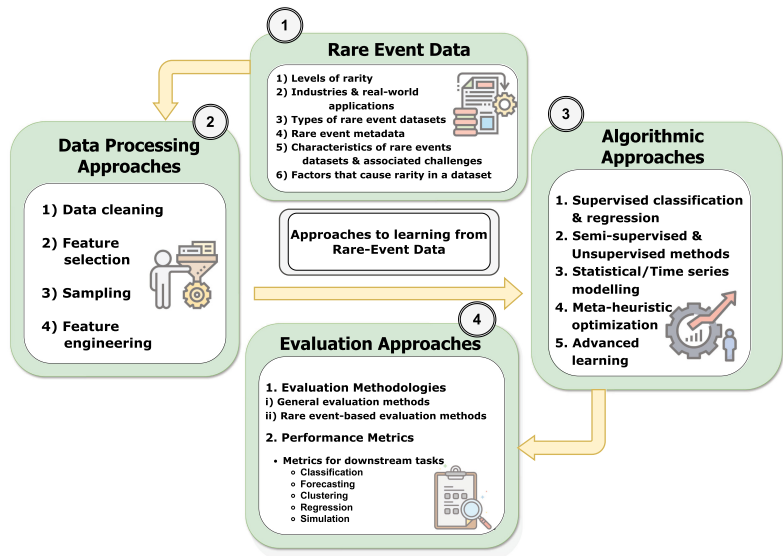 1
Rare Event Data
1) Levels of rarity
2) Industries & real-world
applications
3) Types of rare event datasets
4) Rare event metadata
5) Characteristics of rare events
datasets & associated challenges
6) Factors that cause rarity in a dataset
2
Data Processing
Approaches
1) Data cleaning
2) Feature
selection
3) Sampling
4) Feature
engineering
Approaches to learning from
Rare-Event Data
3
Algorithmic
Approaches
1. Supervised classification
& regression
2. Semi-supervised &
Unsupervised methods
3. Statistical/Time series
modelling
4. Meta-heuristic
optimization
5. Advanced
learning
4
Evaluation Approaches
1. Evaluation Methodologies
i) General evaluation methods
ii) Rare event-based evaluation methods
2. Performance Metrics
• Metrics for downstream tasks
○ Classification
○ Forecasting
○ Clustering
○ Regression
○ Simulation